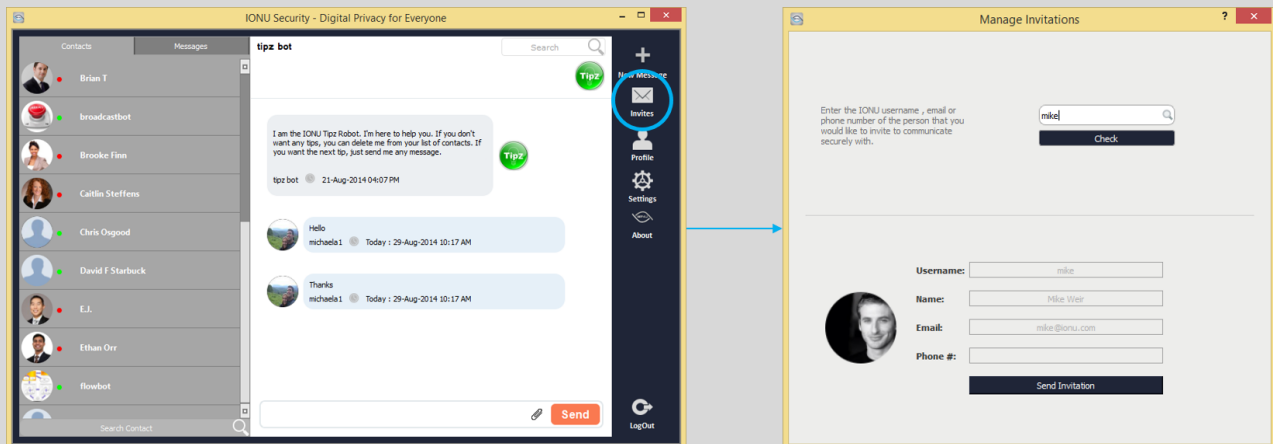 IONU Security - Digital Privacy for Everyone
Contacts
Messages
Brian T
broadcastbot
Brooke Finn
Caitlin Steffens
Chris Osgood
David F Starbuck
E.J.
Ethan Orr
flowbot
Search Contact
tipz bot
Search
Tipz
I am the IONU Tipz Robot. I'm here to help you. If you don't
want any tips, you can delete me from your list of contacts. If
you want the next tip, just send me any message.
tipz bot 21-Aug-2014 04:07 PM
Tipz
Hello
michaela1 Today : 29-Aug-2014 10:17 AM
Thanks
michaela1 Today : 29-Aug-2014 10:17 AM
Send
New Message
Invites
Profile
Settings
About
LogOut
Manage Invitations
?
Enter the IONU username , email or
phone number of the person that you
would like to invite to communicate
securely with.
mike
Check
Username: mike
Name: Mike Weir
Email: mike@ionu.com
Phone #:
Send Invitation